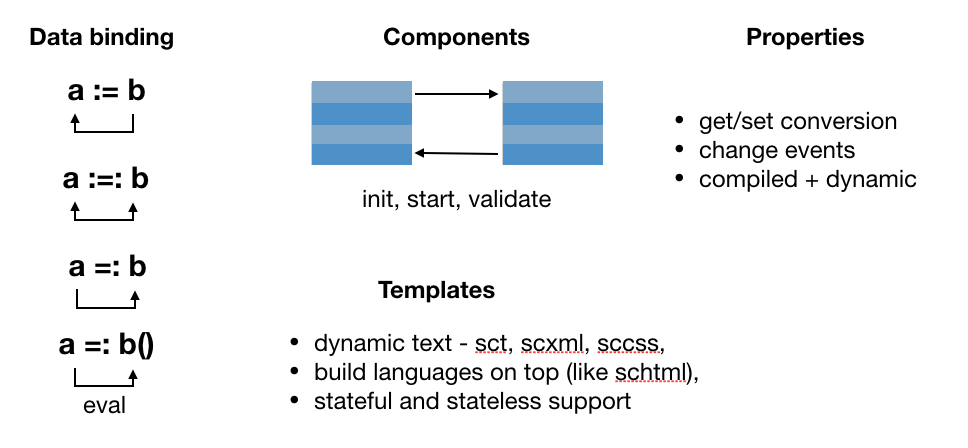 Data binding
a := b
a :=: b
a =: b
a =: b()
eval
Components
init, start, validate
Properties
• get/set conversion
• change events
• compiled + dynamic
Templates
• dynamic text - sct, scxml, sccss,
• build languages on top (like schtml),
• stateful and stateless support